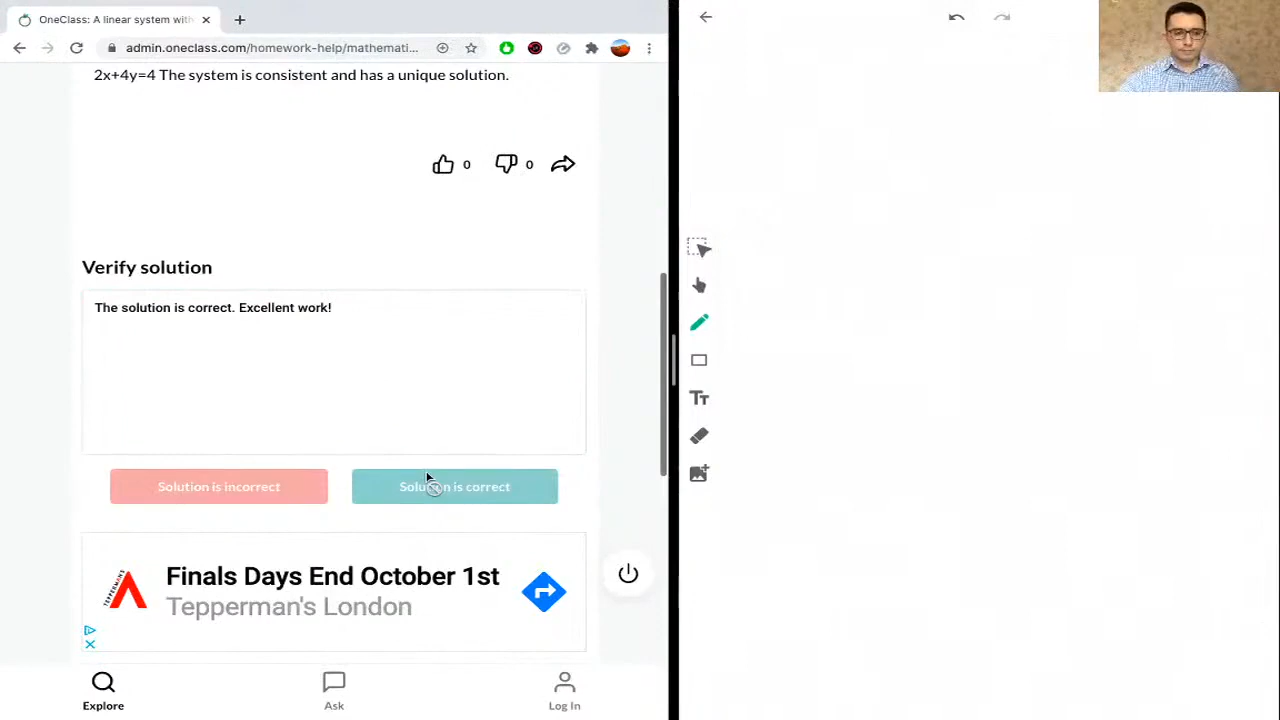 OneClass: A linear system with
admin.oneclass.com/homework-help/mathemati...
2x+4y=4 The system is consistent and has a unique solution.
0
0
Verify solution
The solution is correct. Excellent work!
Solution is incorrect
Solution is correct
Finals Days End October 1st
Tepperman's London
TEPPERMAN'S
Explore
Ask
Log In
TT